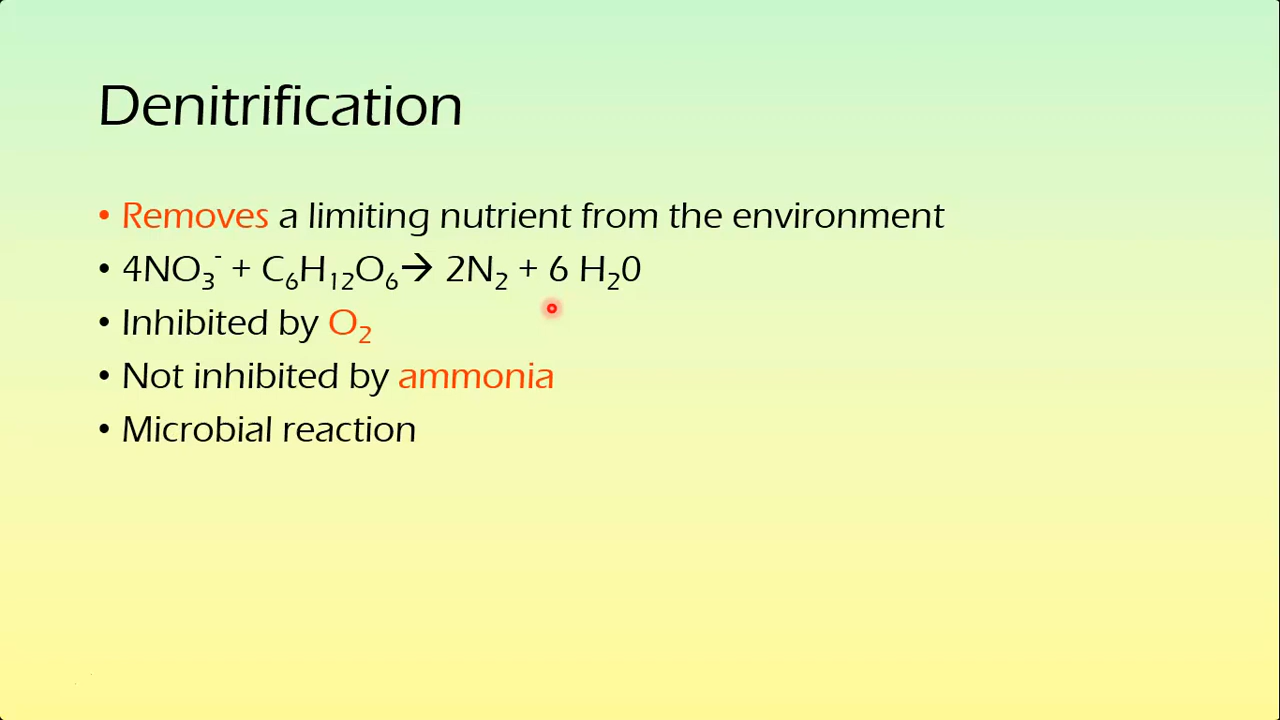 Denitrification
• Removes a limiting nutrient from the environment
• 4NO₃⁻ + C₆H₁₂O₆→ 2N₂ + 6 H₂0
• Inhibited by O₂
• Not inhibited by ammonia
• Microbial reaction